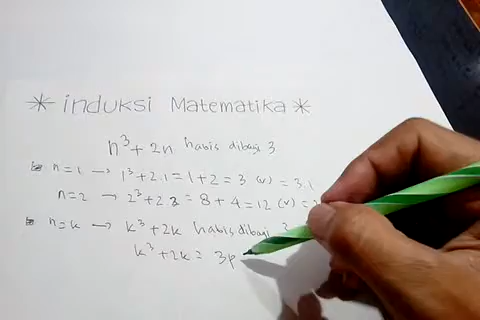 * induksi Matematika *
n³ + 2n habis dibagi 3
n=1 → 1³ + 2.1 = 1 + 2 = 3 (v) = 3.1
n=2 → 2³ + 2.2 = 8 + 4 = 12 (v) =
n=k → k³ + 2k habis dibagi 3
k³ + 2k = 3p